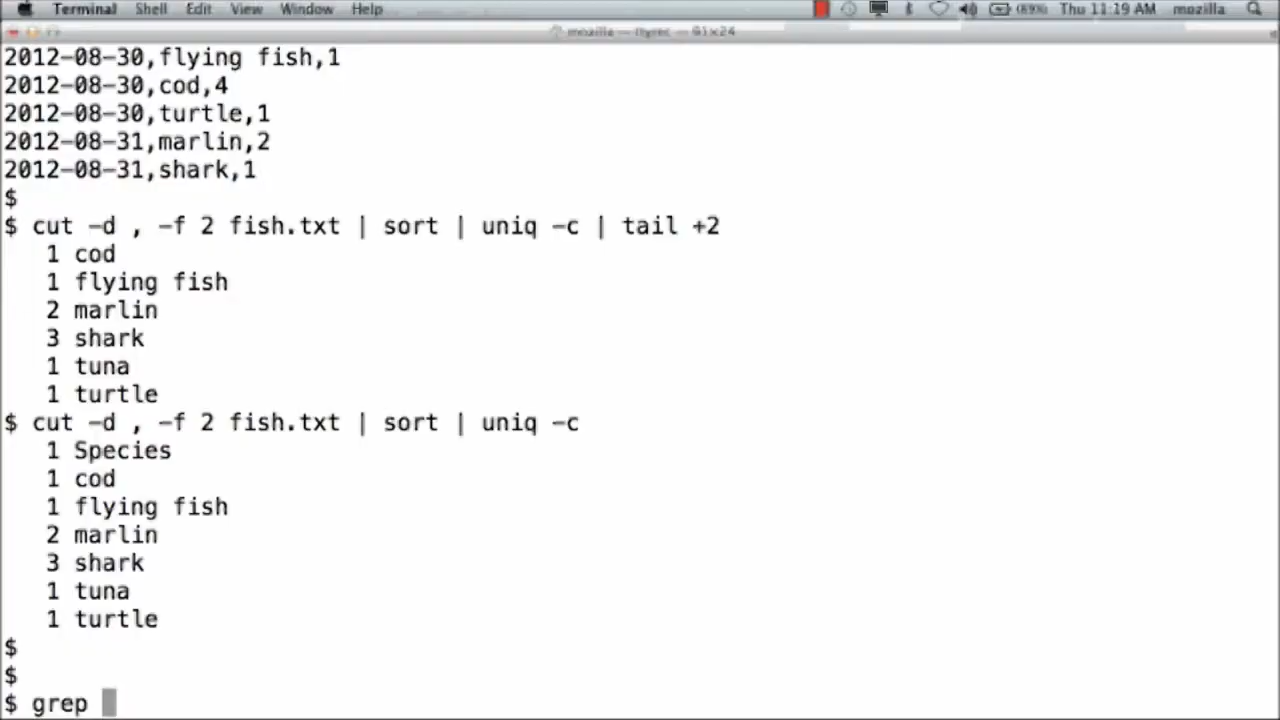 Terminal Shell Edit View Window Help (89%) Thu 11:19 AM mozilla
2012-08-30,flying fish,1
2012-08-30,cod,4
2012-08-30,turtle,1
2012-08-31,marlin,2
2012-08-31,shark,1
$
$ cut -d , -f 2 fish.txt | sort | uniq -c | tail +2
1 cod
1 flying fish
2 marlin
3 shark
1 tuna
1 turtle
$ cut -d , -f 2 fish.txt | sort | uniq -c
1 Species
1 cod
1 flying fish
2 marlin
3 shark
1 tuna
1 turtle
$
$
$ grep